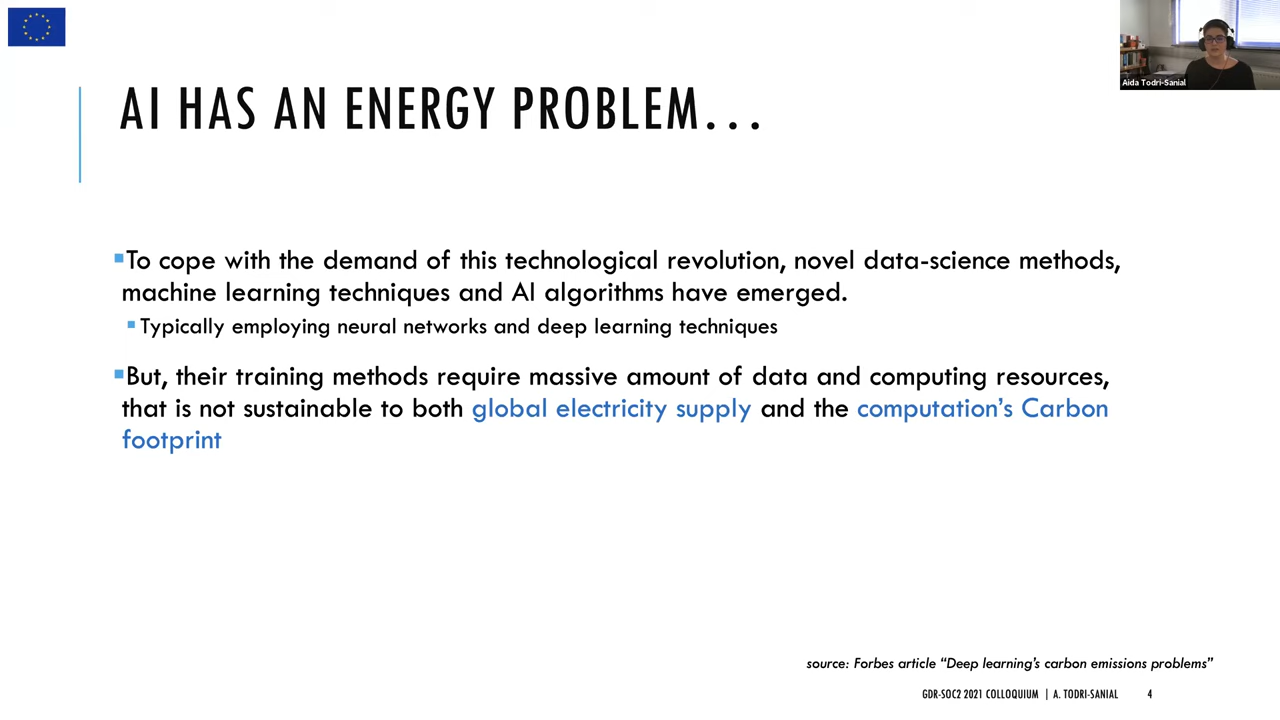 Aida Todri-Sanial
AI HAS AN ENERGY PROBLEM...
To cope with the demand of this technological revolution, novel data-science methods,
machine learning techniques and AI algorithms have emerged.
Typically employing neural networks and deep learning techniques
But, their training methods require massive amount of data and computing resources,
that is not sustainable to both global electricity supply and the computation's Carbon
footprint
source: Forbes article “Deep learning's carbon emissions problems”
GDR-SOC2 2021 COLLOQUIUM | A. TODRI-SANIAL 4